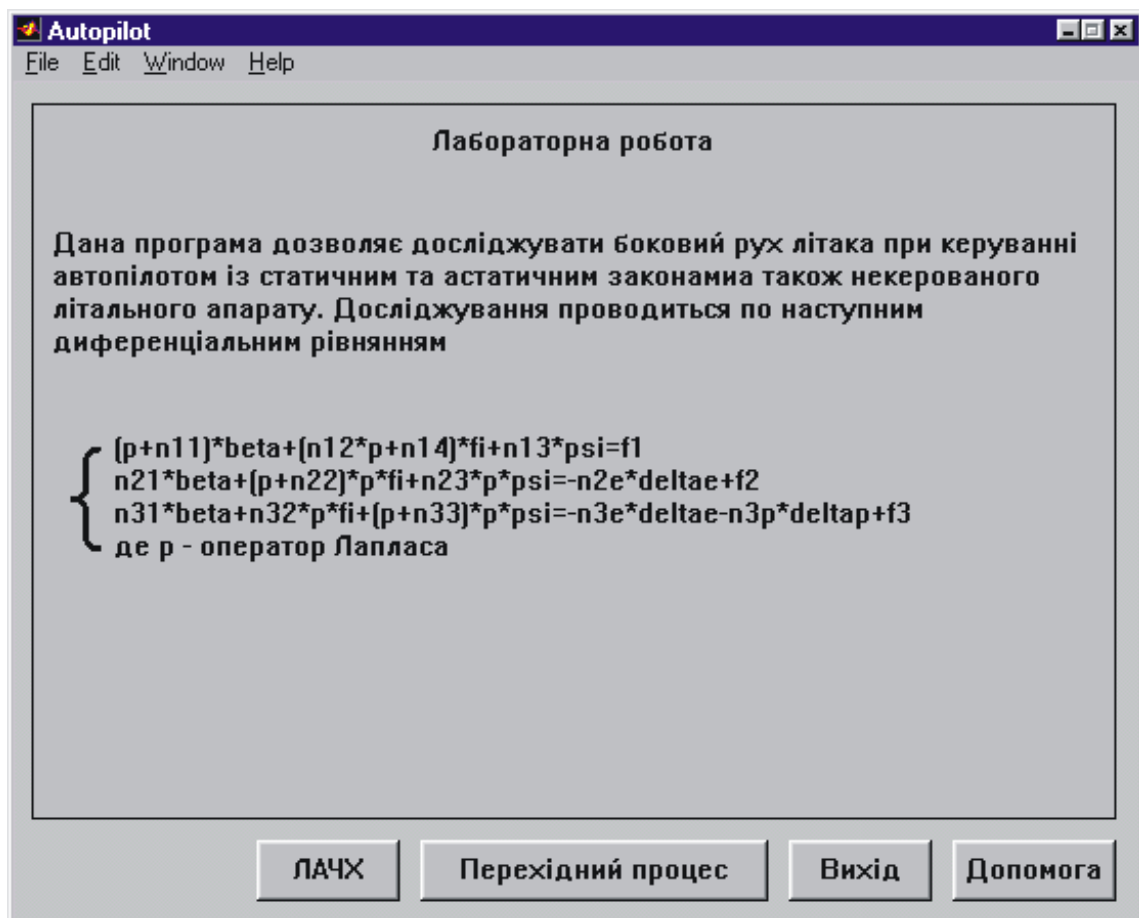 Autopilot
File Edit Window Help
Лабораторна робота
Дана програма дозволяє досліджувати боковий рух літака при керуванні
автопілотом із статичним та астатичним законамиа також некерованого
літального апарату. Досліджування проводиться по наступним
диференціальним рівнянням
(p+n11)*beta+(n12*p+n14)*fi+n13*psi=f1
n21*beta+(p+n22)*p*fi+n23*p*psi=-n2e*deltae+f2
n31*beta+n32*p*fi+(p+n33)*p*psi=-n3e*deltae-n3p*deltap+f3
де p - оператор Лапласа
ЛАЧХ Перехідний процес Вихід Допомога